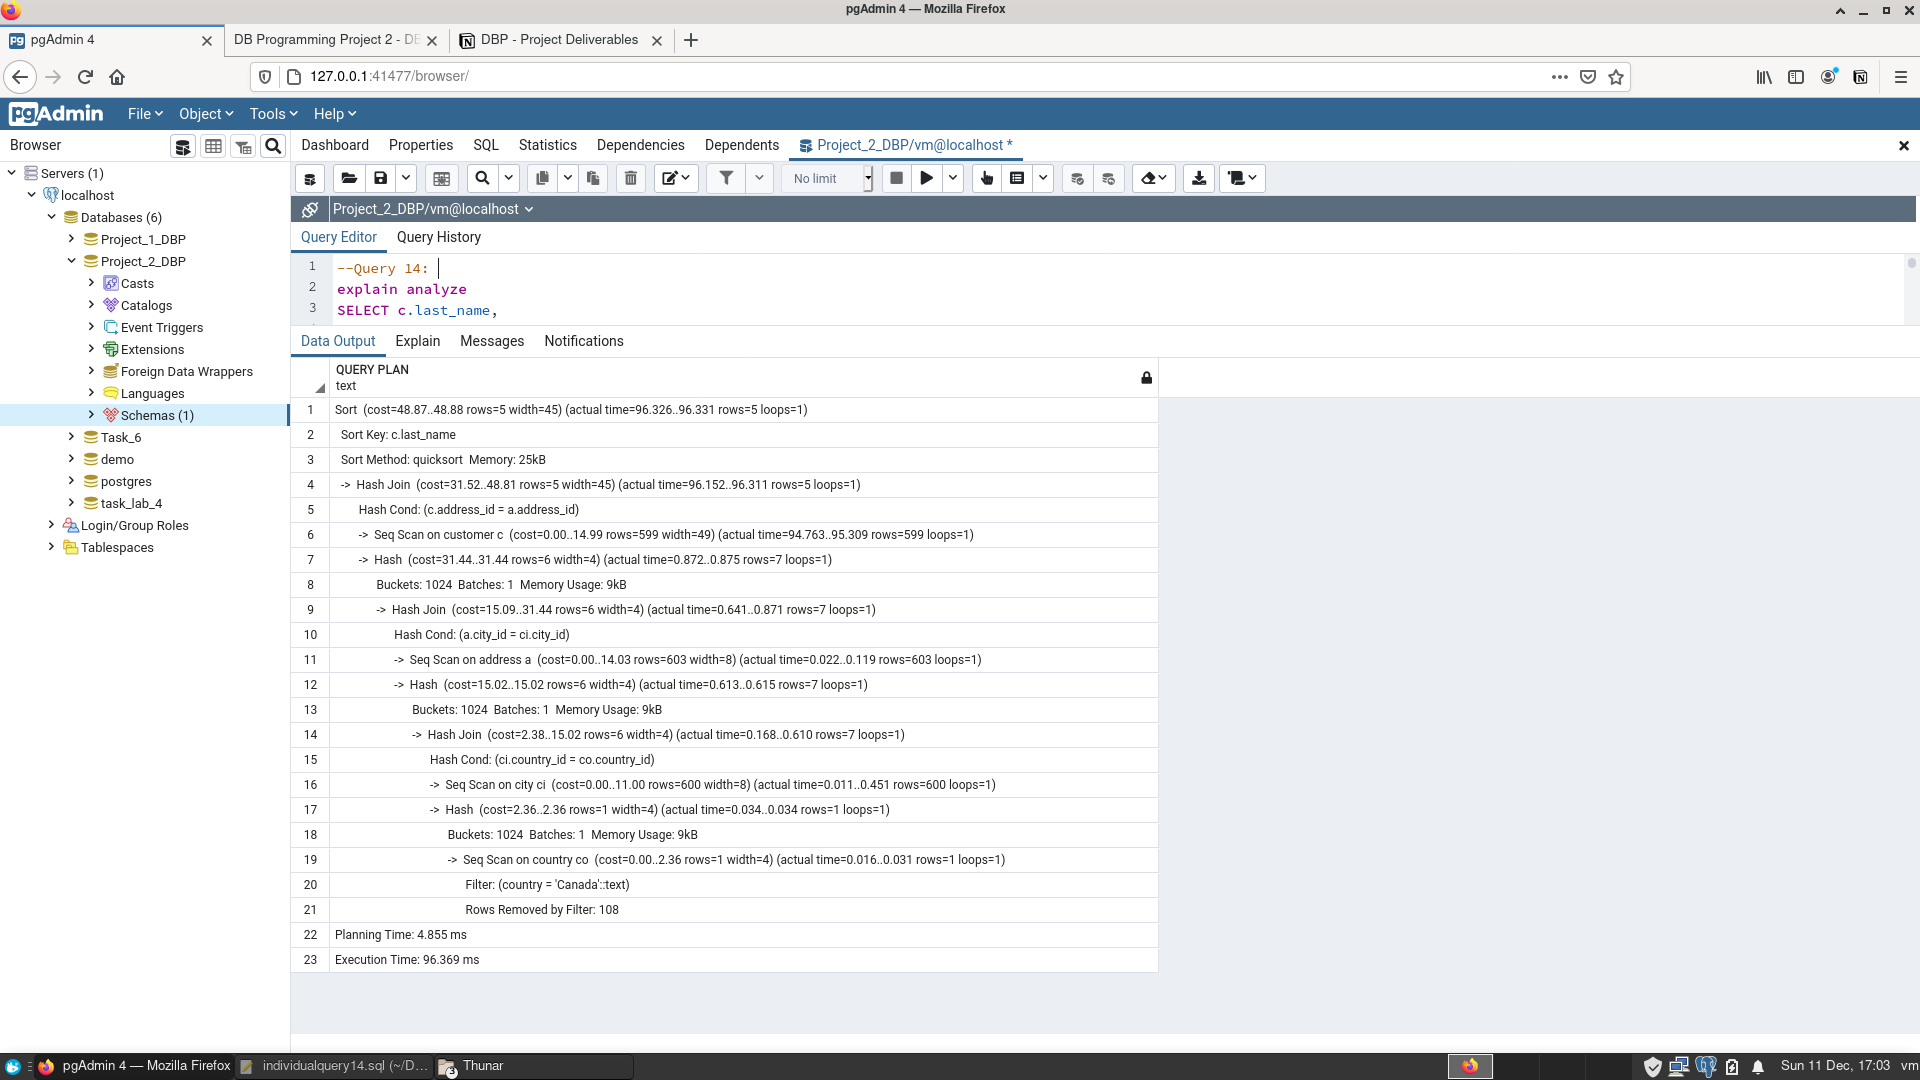 pgAdmin 4 — Mozilla Firefox
pgAdmin 4
DB Programming Project 2 - DE
DBP - Project Deliverables
127.0.0.1:41477/browser/
pgAdmin
File
Object
Tools
Help
Browser
Dashboard
Properties
SQL
Statistics
Dependencies
Dependents
Project_2_DBP/vm@localhost *
Servers (1)
localhost
Databases (6)
Project_1_DBP
Project_2_DBP
Casts
Catalogs
Event Triggers
Extensions
Foreign Data Wrappers
Languages
Schemas (1)
Task_6
demo
postgres
task_lab_4
Login/Group Roles
Tablespaces
No limit
Project_2_DBP/vm@localhost
Query Editor
Query History
1 --Query 14:
2 explain analyze
3 SELECT c.last_name,
Data Output
Explain
Messages
Notifications
QUERY PLAN
text
1 Sort (cost=48.87..48.88 rows=5 width=45) (actual time=96.326..96.331 rows=5 loops=1)
2 Sort Key: c.last_name
3 Sort Method: quicksort Memory: 25kB
4 -> Hash Join (cost=31.52..48.81 rows=5 width=45) (actual time=96.152..96.311 rows=5 loops=1)
5 Hash Cond: (c.address_id = a.address_id)
6 -> Seq Scan on customer c (cost=0.00..14.99 rows=599 width=49) (actual time=94.763..95.309 rows=599 loops=1)
7 -> Hash (cost=31.44..31.44 rows=6 width=4) (actual time=0.872..0.875 rows=7 loops=1)
8 Buckets: 1024 Batches: 1 Memory Usage: 9kB
9 -> Hash Join (cost=15.09..31.44 rows=6 width=4) (actual time=0.641..0.871 rows=7 loops=1)
10 Hash Cond: (a.city_id = ci.city_id)
11 -> Seq Scan on address a (cost=0.00..14.03 rows=603 width=8) (actual time=0.022..0.119 rows=603 loops=1)
12 -> Hash (cost=15.02..15.02 rows=6 width=4) (actual time=0.613..0.615 rows=7 loops=1)
13 Buckets: 1024 Batches: 1 Memory Usage: 9kB
14 -> Hash Join (cost=2.38..15.02 rows=6 width=4) (actual time=0.168..0.610 rows=7 loops=1)
15 Hash Cond: (ci.country_id = co.country_id)
16 -> Seq Scan on city ci (cost=0.00..11.00 rows=600 width=8) (actual time=0.011..0.451 rows=600 loops=1)
17 -> Hash (cost=2.36..2.36 rows=1 width=4) (actual time=0.034..0.034 rows=1 loops=1)
18 Buckets: 1024 Batches: 1 Memory Usage: 9kB
19 -> Seq Scan on country co (cost=0.00..2.36 rows=1 width=4) (actual time=0.016..0.031 rows=1 loops=1)
20 Filter: (country = 'Canada'::text)
21 Rows Removed by Filter: 108
22 Planning Time: 4.855 ms
23 Execution Time: 96.369 ms
pgAdmin 4 — Mozilla Firefox
individualquery14.sql (~/D...
3
Thunar
Sun 11 Dec, 17:03
vm